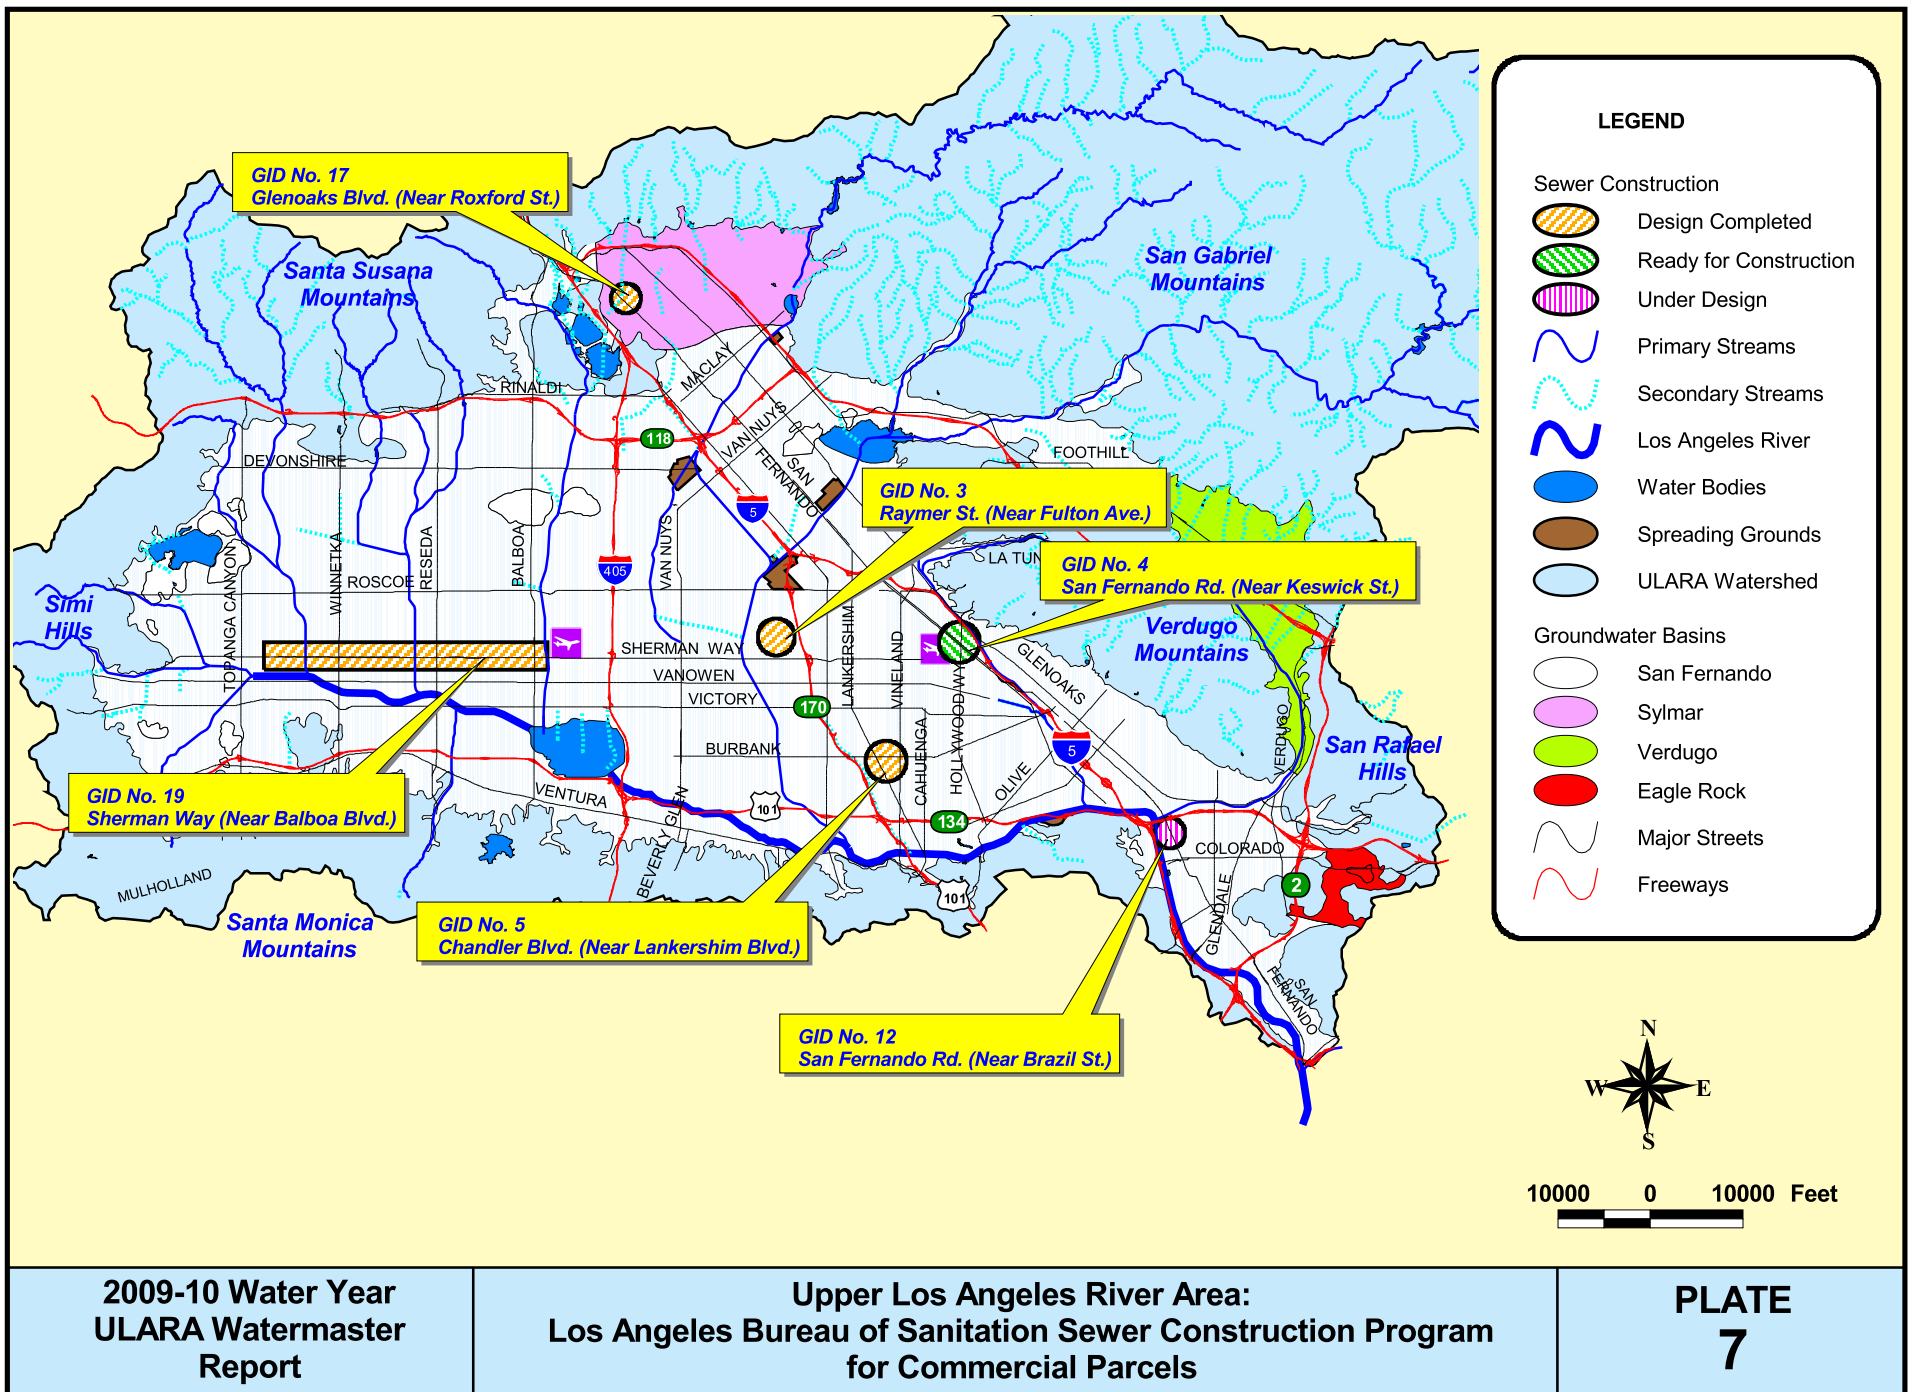 GID No. 17
Glenoaks Blvd. (Near Roxford St.)
Santa Susana
Mountains
San Gabriel
Mountains
RINALDI
MACLAY
118
VAN NUYS
SAN
FERNANDO
DEVONSHIRE
FOOTHILL
GID No. 3
Raymer St. (Near Fulton Ave.)
5
LA TUN
GID No. 4
San Fernando Rd. (Near Keswick St.)
TOPANGA CANYON
WINNETKA
ROSCOE
RESEDA
BALBOA
405
VAN NUYS
Simi
Hills
SHERMAN WAY
VANOWEN
VICTORY
LANKERSHIM
VINELAND
CAHUENGA
HOLLYWOOD WY
GLENOAKS
Verdugo
Mountains
170
BURBANK
OLIVE
5
VERDUGO
San Rafael
Hills
GID No. 19
Sherman Way (Near Balboa Blvd.)
VENTURA
101
134
BEVERLY GLEN
COLORADO
2
MULHOLLAND
101
GLENDALE
Santa Monica
Mountains
GID No. 5
Chandler Blvd. (Near Lankershim Blvd.)
SAN
FERNANDO
GID No. 12
San Fernando Rd. (Near Brazil St.)
LEGEND
Sewer Construction
Design Completed
Ready for Construction
Under Design
Primary Streams
Secondary Streams
Los Angeles River
Water Bodies
Spreading Grounds
ULARA Watershed
Groundwater Basins
San Fernando
Sylmar
Verdugo
Eagle Rock
Major Streets
Freeways
N
W E
S
10000 0 10000 Feet
2009-10 Water Year
ULARA Watermaster
Report
Upper Los Angeles River Area:
Los Angeles Bureau of Sanitation Sewer Construction Program
for Commercial Parcels
PLATE
7